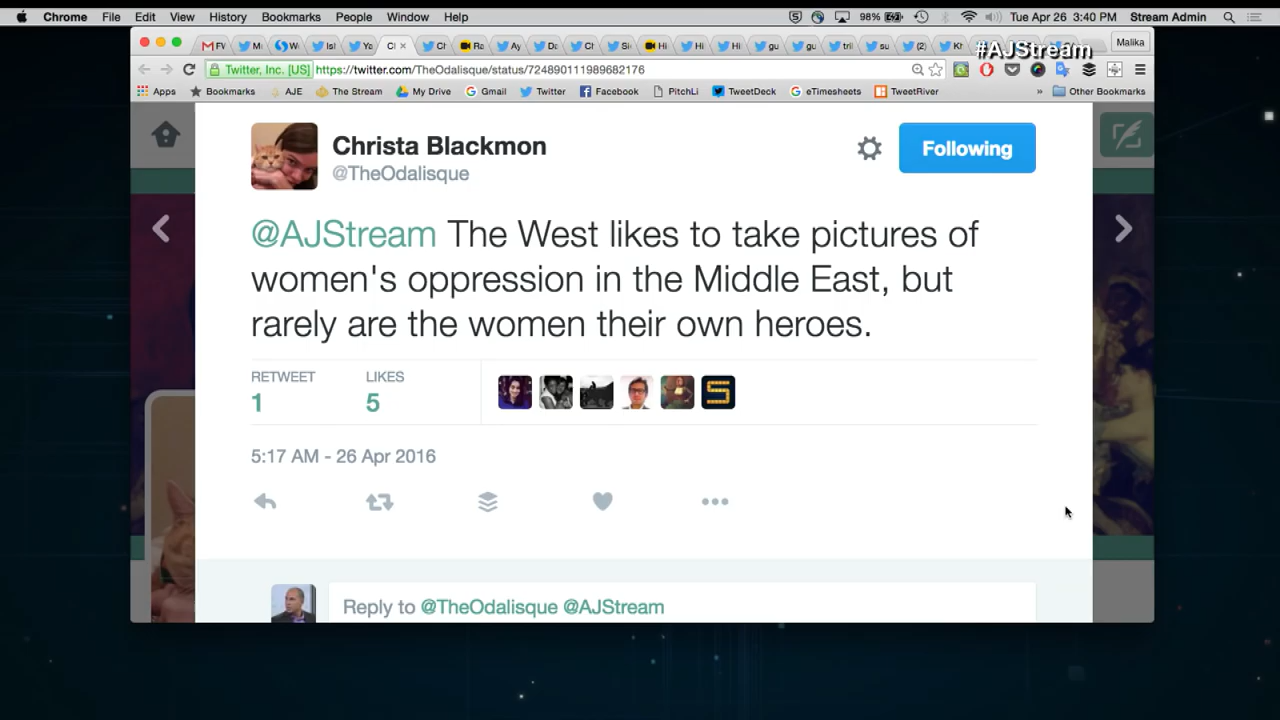 Chrome File Edit View History Bookmarks People Window Help 98% Tue Apr 26 3:40 PM Stream Admin
#AJStream
Malika
Twitter, Inc. [US] https://twitter.com/TheOdalisque/status/724890111989682176
Apps Bookmarks AJE The Stream My Drive Gmail Twitter Facebook PitchLi TweetDeck eTimesheets TweetRiver » Other Bookmarks
Christa Blackmon
@TheOdalisque
Following
@AJStream The West likes to take pictures of
women's oppression in the Middle East, but
rarely are the women their own heroes.
RETWEET LIKES
1 5
5:17 AM - 26 Apr 2016
Reply to @TheOdalisque @AJStream